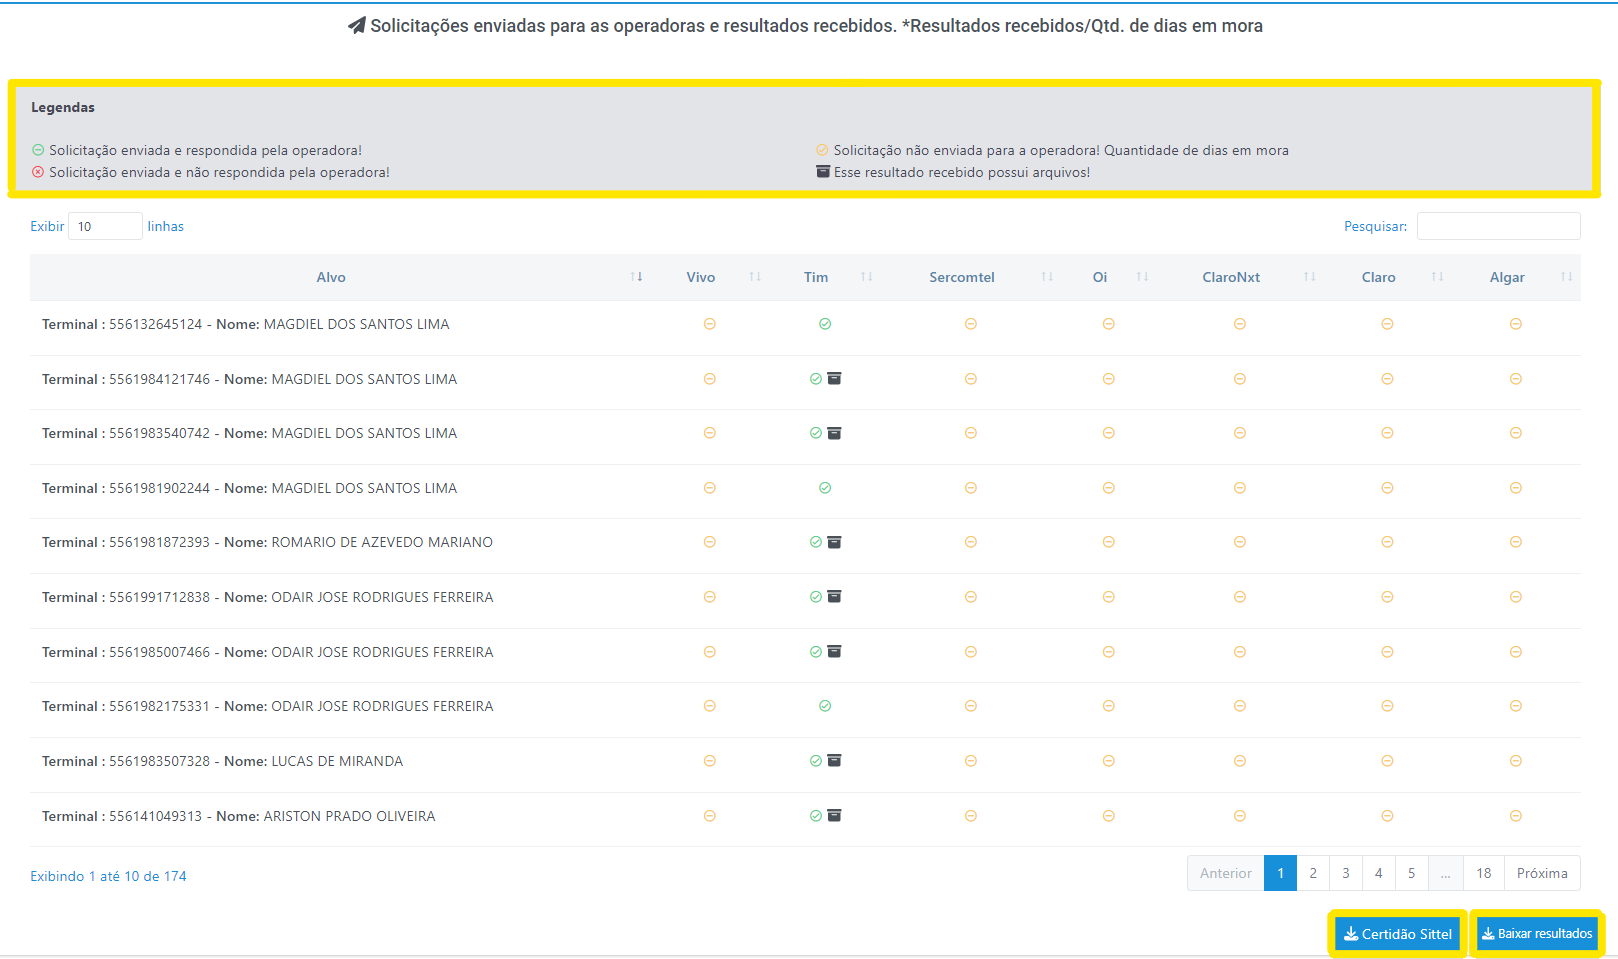 Solicitações enviadas para as operadoras e resultados recebidos. *Resultados recebidos/Qtd. de dias em mora
Legendas
Solicitação enviada e respondida pela operadora!
Solicitação não enviada para a operadora! Quantidade de dias em mora
Solicitação enviada e não respondida pela operadora!
Esse resultado recebido possui arquivos!
Exibir 10 linhas
Pesquisar:
Alvo Vivo Tim Sercomtel Oi ClaroNxt Claro Algar
Terminal : 556132645124 - Nome: MAGDIEL DOS SANTOS LIMA
Terminal : 5561984121746 - Nome: MAGDIEL DOS SANTOS LIMA
Terminal : 5561983540742 - Nome: MAGDIEL DOS SANTOS LIMA
Terminal : 5561981902244 - Nome: MAGDIEL DOS SANTOS LIMA
Terminal : 5561981872393 - Nome: ROMARIO DE AZEVEDO MARIANO
Terminal : 5561991712838 - Nome: ODAIR JOSE RODRIGUES FERREIRA
Terminal : 5561985007466 - Nome: ODAIR JOSE RODRIGUES FERREIRA
Terminal : 5561982175331 - Nome: ODAIR JOSE RODRIGUES FERREIRA
Terminal : 5561983507328 - Nome: LUCAS DE MIRANDA
Terminal : 556141049313 - Nome: ARISTON PRADO OLIVEIRA
Exibindo 1 até 10 de 174
Anterior 1 2 3 4 5 ... 18 Próxima
Certidão Sittel
Baixar resultados